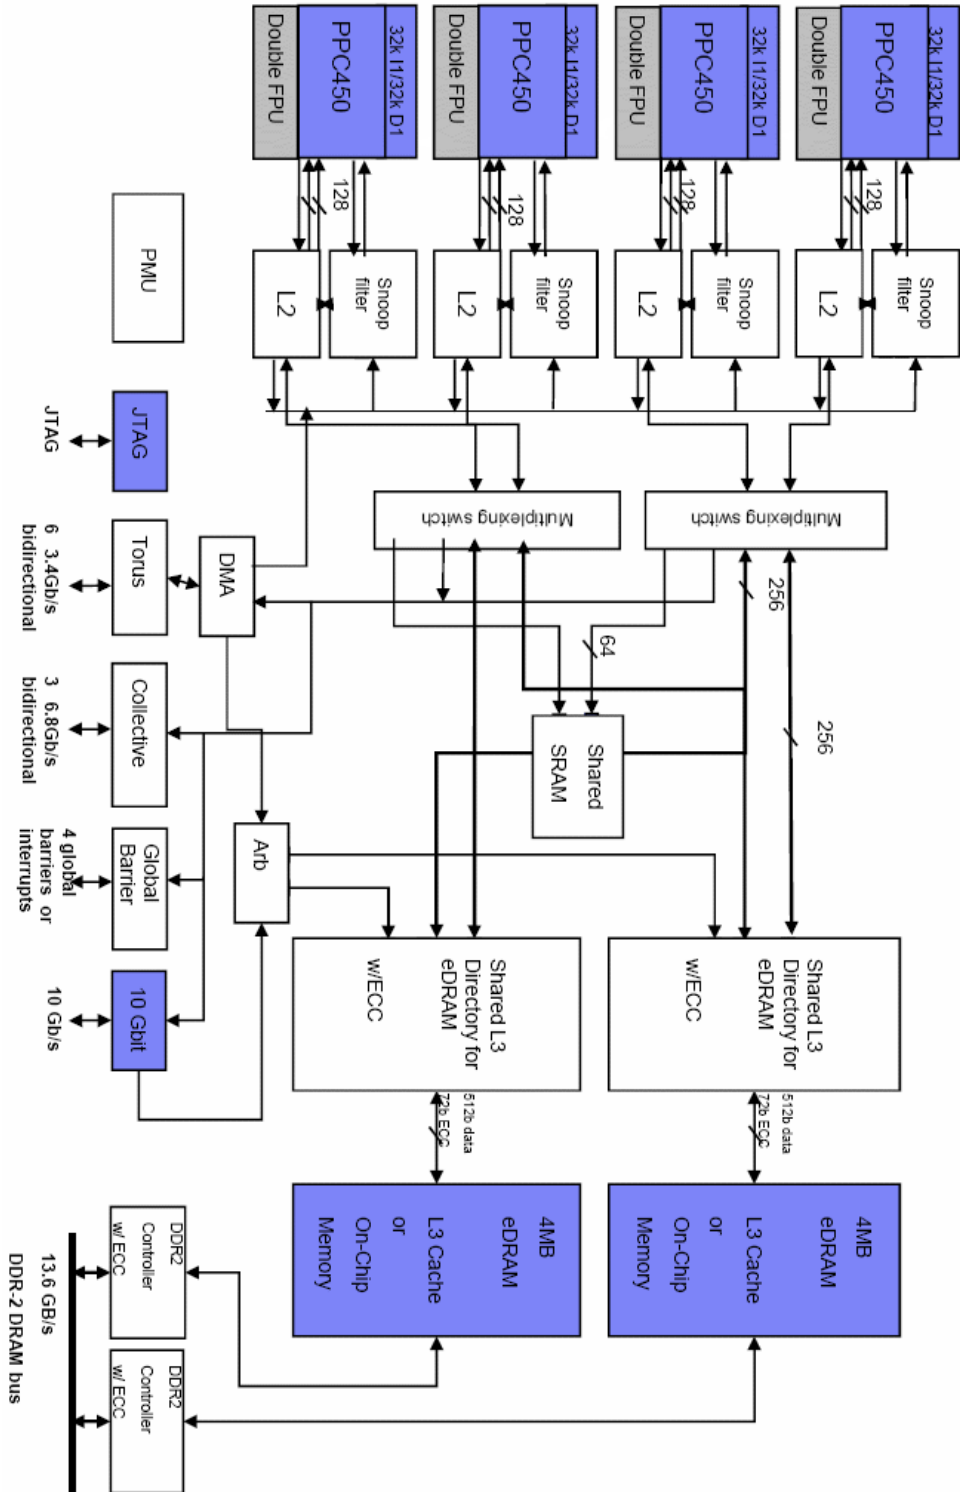 32k I1/32k D1
PPC450
Double FPU
32k I1/32k D1
PPC450
Double FPU
32k I1/32k D1
PPC450
Double FPU
32k I1/32k D1
PPC450
Double FPU
128
128
128
128
Snoop
filter
L2
Snoop
filter
L2
Snoop
filter
L2
Snoop
filter
L2
PMU
Multiplexing switch
Multiplexing switch
256
256
64
Shared
SRAM
JTAG
JTAG
Torus
6 3.4Gb/s
bidirectional
DMA
Collective
3 6.8Gb/s
bidirectional
Arb
Global
Barrier
4 global
barriers or
interrupts
10 Gbit
10 Gb/s
Shared L3
Directory for
eDRAM
w/ECC
Shared L3
Directory for
eDRAM
w/ECC
512b data
72b ECC
512b data
72b ECC
4MB
eDRAM
L3 Cache
or
On-Chip
Memory
4MB
eDRAM
L3 Cache
or
On-Chip
Memory
DDR2
Controller
w/ ECC
DDR2
Controller
w/ ECC
13.6 GB/s
DDR-2 DRAM bus